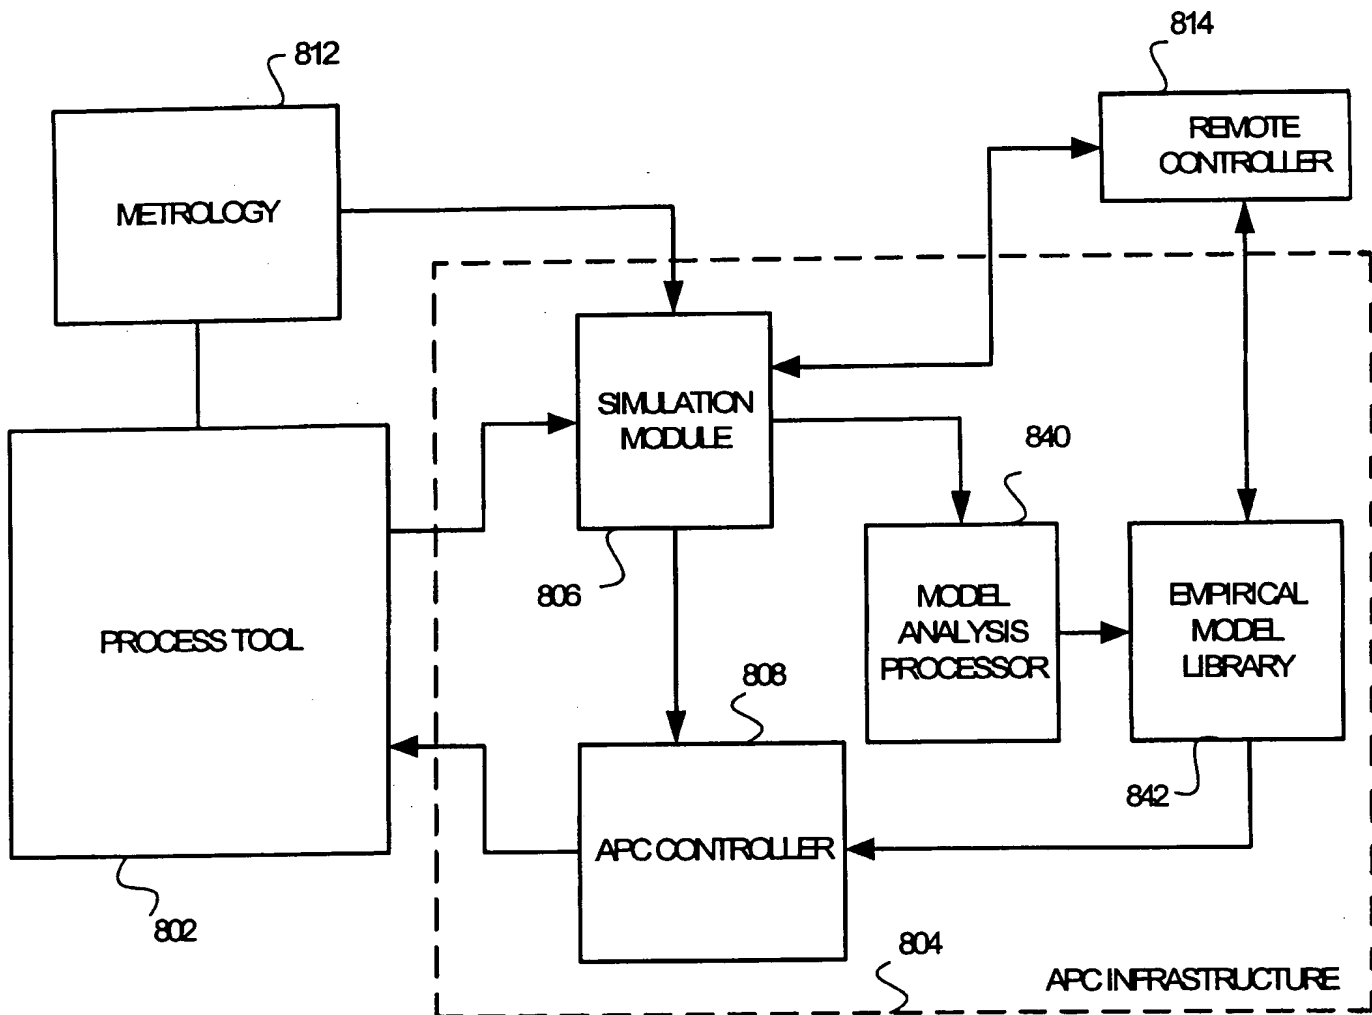 812
814
METROLOGY
REMOTE
CONTROLLER
SIMULATION
MODULE
840
806
MODEL
ANALYSIS
PROCESSOR
EMPIRICAL
MODEL
LIBRARY
PROCESS TOOL
808
842
APC CONTROLLER
802
804
APC INFRASTRUCTURE